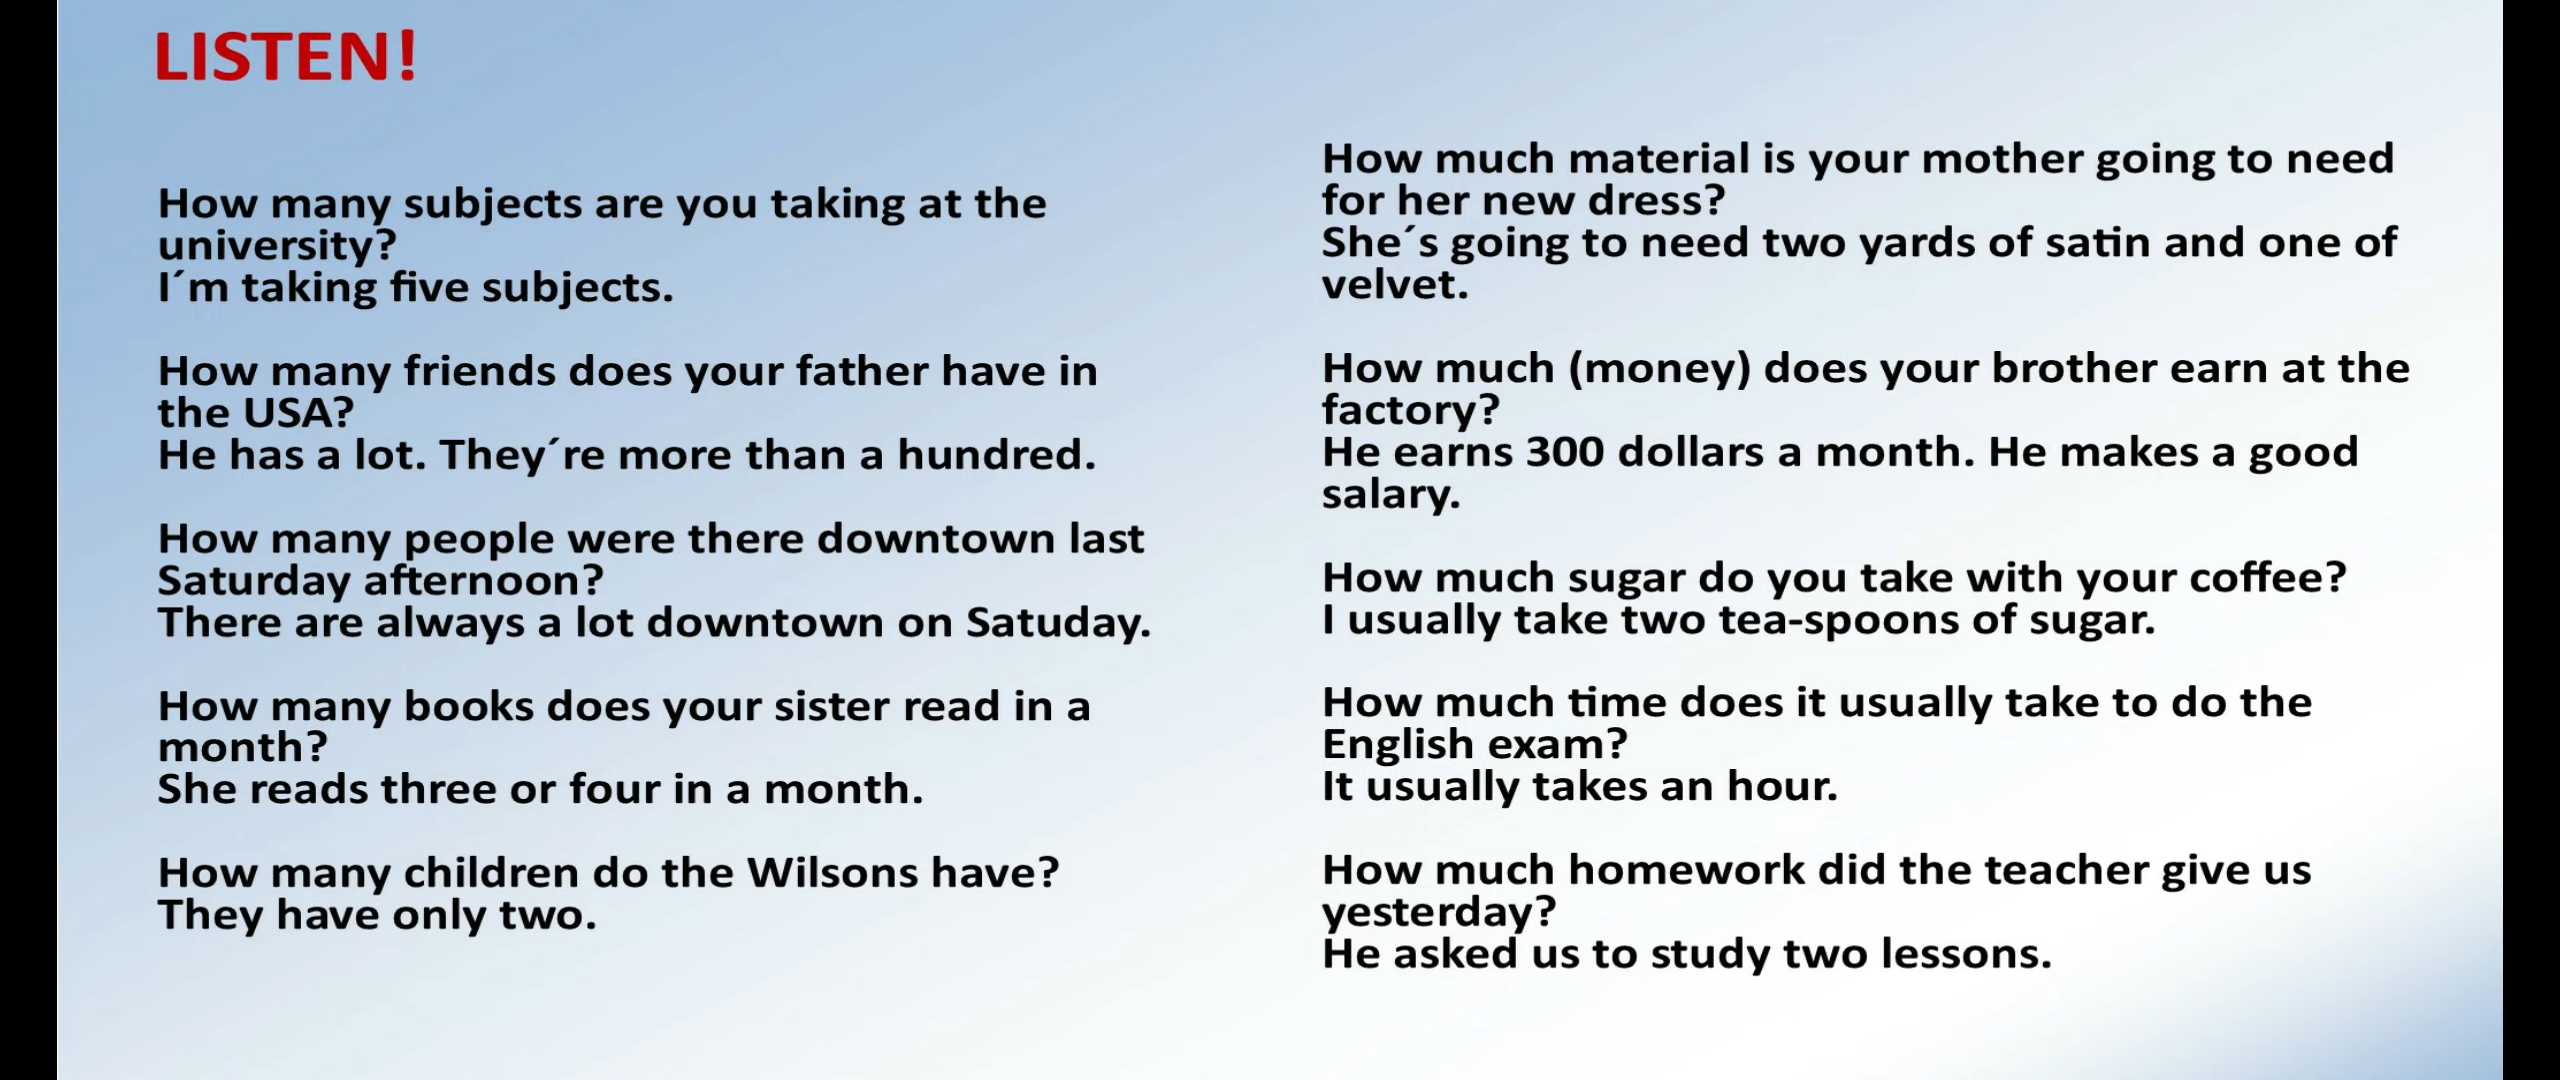 LISTEN!
How many subjects are you taking at the
university?
I´m taking five subjects.
How many friends does your father have in
the USA?
He has a lot. They´re more than a hundred.
How many people were there downtown last
Saturday afternoon?
There are always a lot downtown on Satuday.
How many books does your sister read in a
month?
She reads three or four in a month.
How many children do the Wilsons have?
They have only two.
How much material is your mother going to need
for her new dress?
She´s going to need two yards of satin and one of
velvet.
How much (money) does your brother earn at the
factory?
He earns 300 dollars a month. He makes a good
salary.
How much sugar do you take with your coffee?
I usually take two tea-spoons of sugar.
How much time does it usually take to do the
English exam?
It usually takes an hour.
How much homework did the teacher give us
yesterday?
He asked us to study two lessons.